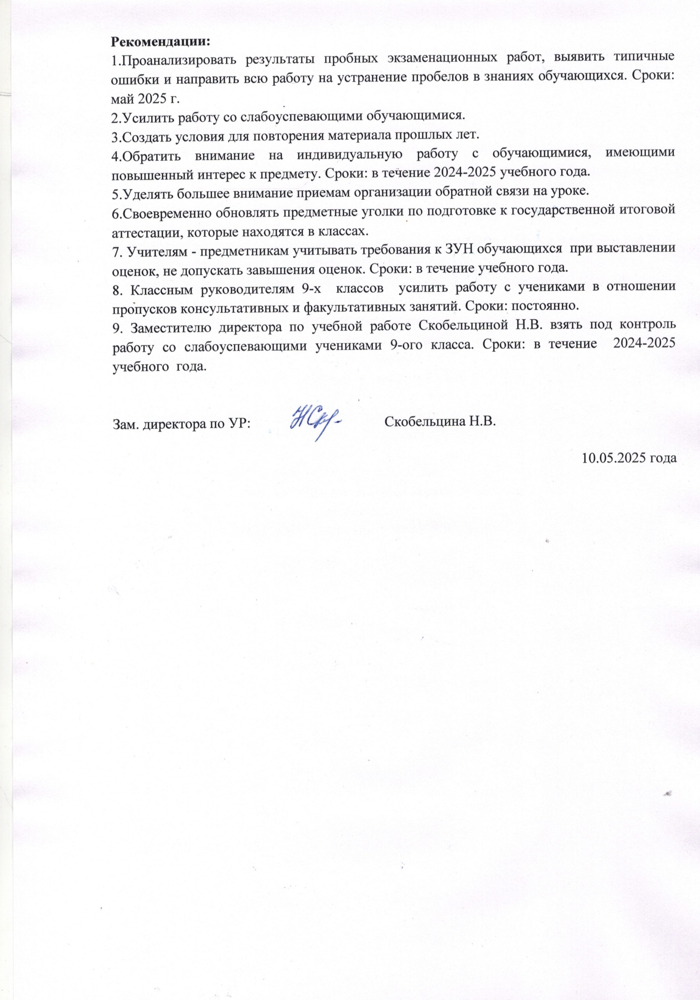 Рекомендации:
1.Проанализировать результаты пробных экзаменационных работ, выявить типичные
ошибки и направить всю работу на устранение пробелов в знаниях обучающихся. Сроки:
май 2025 г.
2.Усилить работу со слабоуспевающими обучающимися.
3.Создать условия для повторения материала прошлых лет.
4.Обратить внимание на индивидуальную работу с обучающимися, имеющими
повышенный интерес к предмету. Сроки: в течение 2024-2025 учебного года.
5.Уделять большее внимание приемам организации обратной связи на уроке.
6.Своевременно обновлять предметные уголки по подготовке к государственной итоговой
аттестации, которые находятся в классах.
7. Учителям - предметникам учитывать требования к ЗУН обучающихся при выставлении
оценок, не допускать завышения оценок. Сроки: в течение учебного года.
8. Классным руководителям 9-х классов усилить работу с учениками в отношении
пропусков консультативных и факультативных занятий. Сроки: постоянно.
9. Заместителю директора по учебной работе Скобельциной Н.В. взять под контроль
работу со слабоуспевающими учениками 9-ого класса. Сроки: в течение 2024-2025
учебного года.
Зам. директора по УР: Скобельцина Н.В.
10.05.2025 года